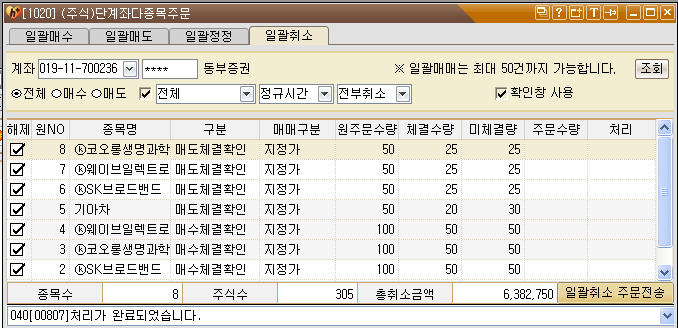 [1020] (주식)단계좌다종목주문
일괄매수 일괄매도 일괄정정 일괄취소
계좌 019-11-700236 **** 동부증권 ※ 일괄매매는 최대 50건까지 가능합니다. 조회
전체 매수 매도 전체 정규시간 전부취소 확인창 사용
해제 원NO 종목명 구분 매매구분 원주문수량 체결수량 미체결량 주문수량 처리
8 ⓚ코오롱생명과학 매도체결확인 지정가 50 25 25
7 ⓚ웨이브일렉트로 매도체결확인 지정가 50 25 25
6 ⓚSK브로드밴드 매도체결확인 지정가 50 25 25
5 기아차 매도체결확인 지정가 50 20 30
4 ⓚ웨이브일렉트로 매수체결확인 지정가 100 50 50
3 ⓚ코오롱생명과학 매수체결확인 지정가 100 50 50
2 ⓚSK브로드밴드 매수체결확인 지정가 100 50 50
종목수 8 주식수 305 총취소금액 6,382,750 일괄취소 주문전송
040[00807]처리가 완료되었습니다.